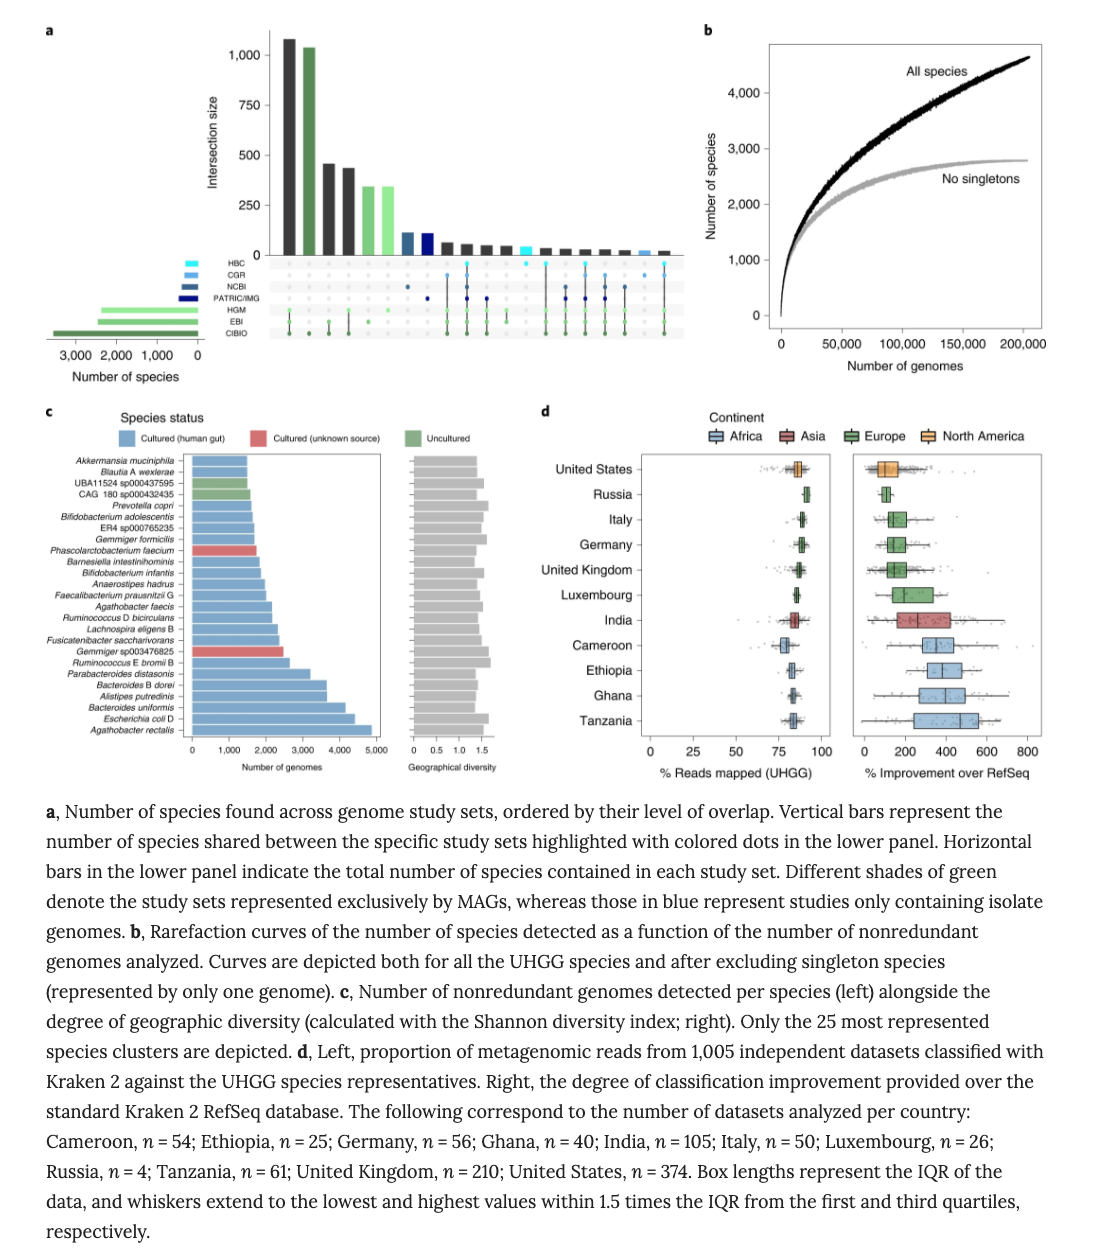 a
Intersection size
1,000
750
500
250
0
HBC
CGR
NCBI
PATRIC/IMG
HGM
EBI
CIBIO
3,000 2,000 1,000 0
Number of species
b
Number of species
4,000
3,000
2,000
1,000
0
All species
No singletons
0 50,000 100,000 150,000 200,000
Number of genomes
c
Species status
Cultured (human gut) Cultured (unknown source) Uncultured
Akkermansia muciniphila
Blautia A wexlerae
UBA11524 sp000437595
CAG 180 sp000432435
Prevotella copri
Bifidobacterium adolescentis
ER4 sp000765235
Gemmiger formicilis
Phascolarctobacterium faecium
Barnesiella intestinihominis
Bifidobacterium infantis
Anaerostipes hadrus
Faecalibacterium prausnitzii G
Agathobacter faecis
Ruminococcus D bicirculans
Lachnospira eligens B
Fusicatenibacter saccharivorans
Gemmiger sp003476825
Ruminococcus E bromii B
Parabacteroides distasonis
Bacteroides B dorei
Alistipes putredinis
Bacteroides uniformis
Escherichia coli D
Agathobacter rectalis
0 1,000 2,000 3,000 4,000 5,000
Number of genomes
0 0.5 1.0 1.5
Geographical diversity
d
Continent
Africa Asia Europe North America
United States
Russia
Italy
Germany
United Kingdom
Luxembourg
India
Cameroon
Ethiopia
Ghana
Tanzania
0 25 50 75 100
% Reads mapped (UHGG)
0 200 400 600 800
% Improvement over RefSeq
a, Number of species found across genome study sets, ordered by their level of overlap. Vertical bars represent the
number of species shared between the specific study sets highlighted with colored dots in the lower panel. Horizontal
bars in the lower panel indicate the total number of species contained in each study set. Different shades of green
denote the study sets represented exclusively by MAGs, whereas those in blue represent studies only containing isolate
genomes. b, Rarefaction curves of the number of species detected as a function of the number of nonredundant
genomes analyzed. Curves are depicted both for all the UHGG species and after excluding singleton species
(represented by only one genome). c, Number of nonredundant genomes detected per species (left) alongside the
degree of geographic diversity (calculated with the Shannon diversity index; right). Only the 25 most represented
species clusters are depicted. d, Left, proportion of metagenomic reads from 1,005 independent datasets classified with
Kraken 2 against the UHGG species representatives. Right, the degree of classification improvement provided over the
standard Kraken 2 RefSeq database. The following correspond to the number of datasets analyzed per country:
Cameroon, n = 54; Ethiopia, n = 25; Germany, n = 56; Ghana, n = 40; India, n = 105; Italy, n = 50; Luxembourg, n = 26;
Russia, n = 4; Tanzania, n = 61; United Kingdom, n = 210; United States, n = 374. Box lengths represent the IQR of the
data, and whiskers extend to the lowest and highest values within 1.5 times the IQR from the first and third quartiles,
respectively.